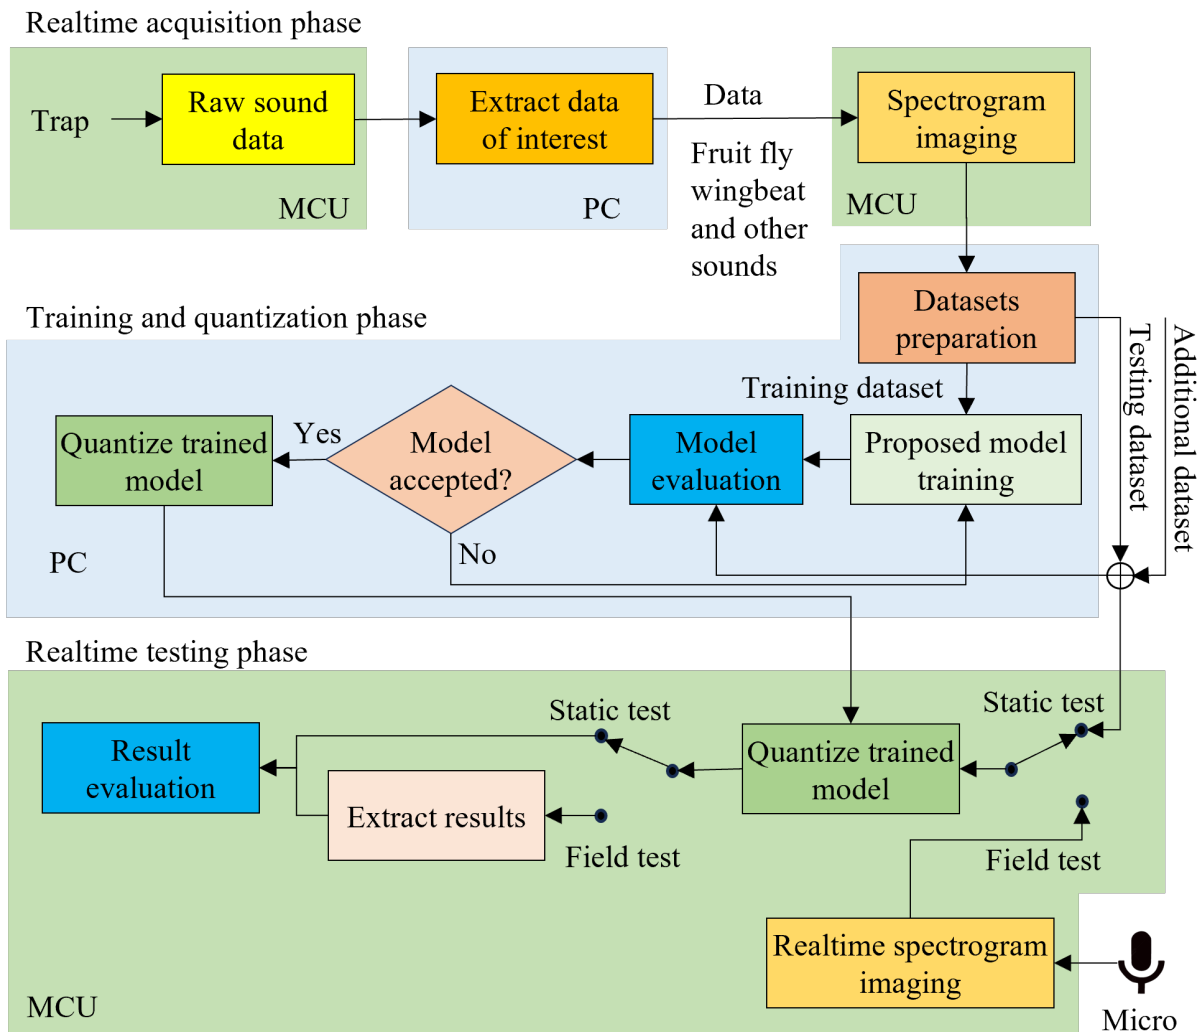 Realtime acquisition phase
Trap
Raw sound
data
MCU
Extract data
of interest
PC
Data
Fruit fly
wingbeat
and other
sounds
Spectrogram
imaging
MCU
Training and quantization phase
Datasets
preparation
Training dataset
Testing dataset
Additional dataset
Proposed model
training
Model
evaluation
Model
accepted?
Yes
No
Quantize trained
model
PC
Realtime testing phase
Static test
Quantize trained
model
Static test
Field test
Result
evaluation
Extract results
Field test
Realtime spectrogram
imaging
Micro
MCU